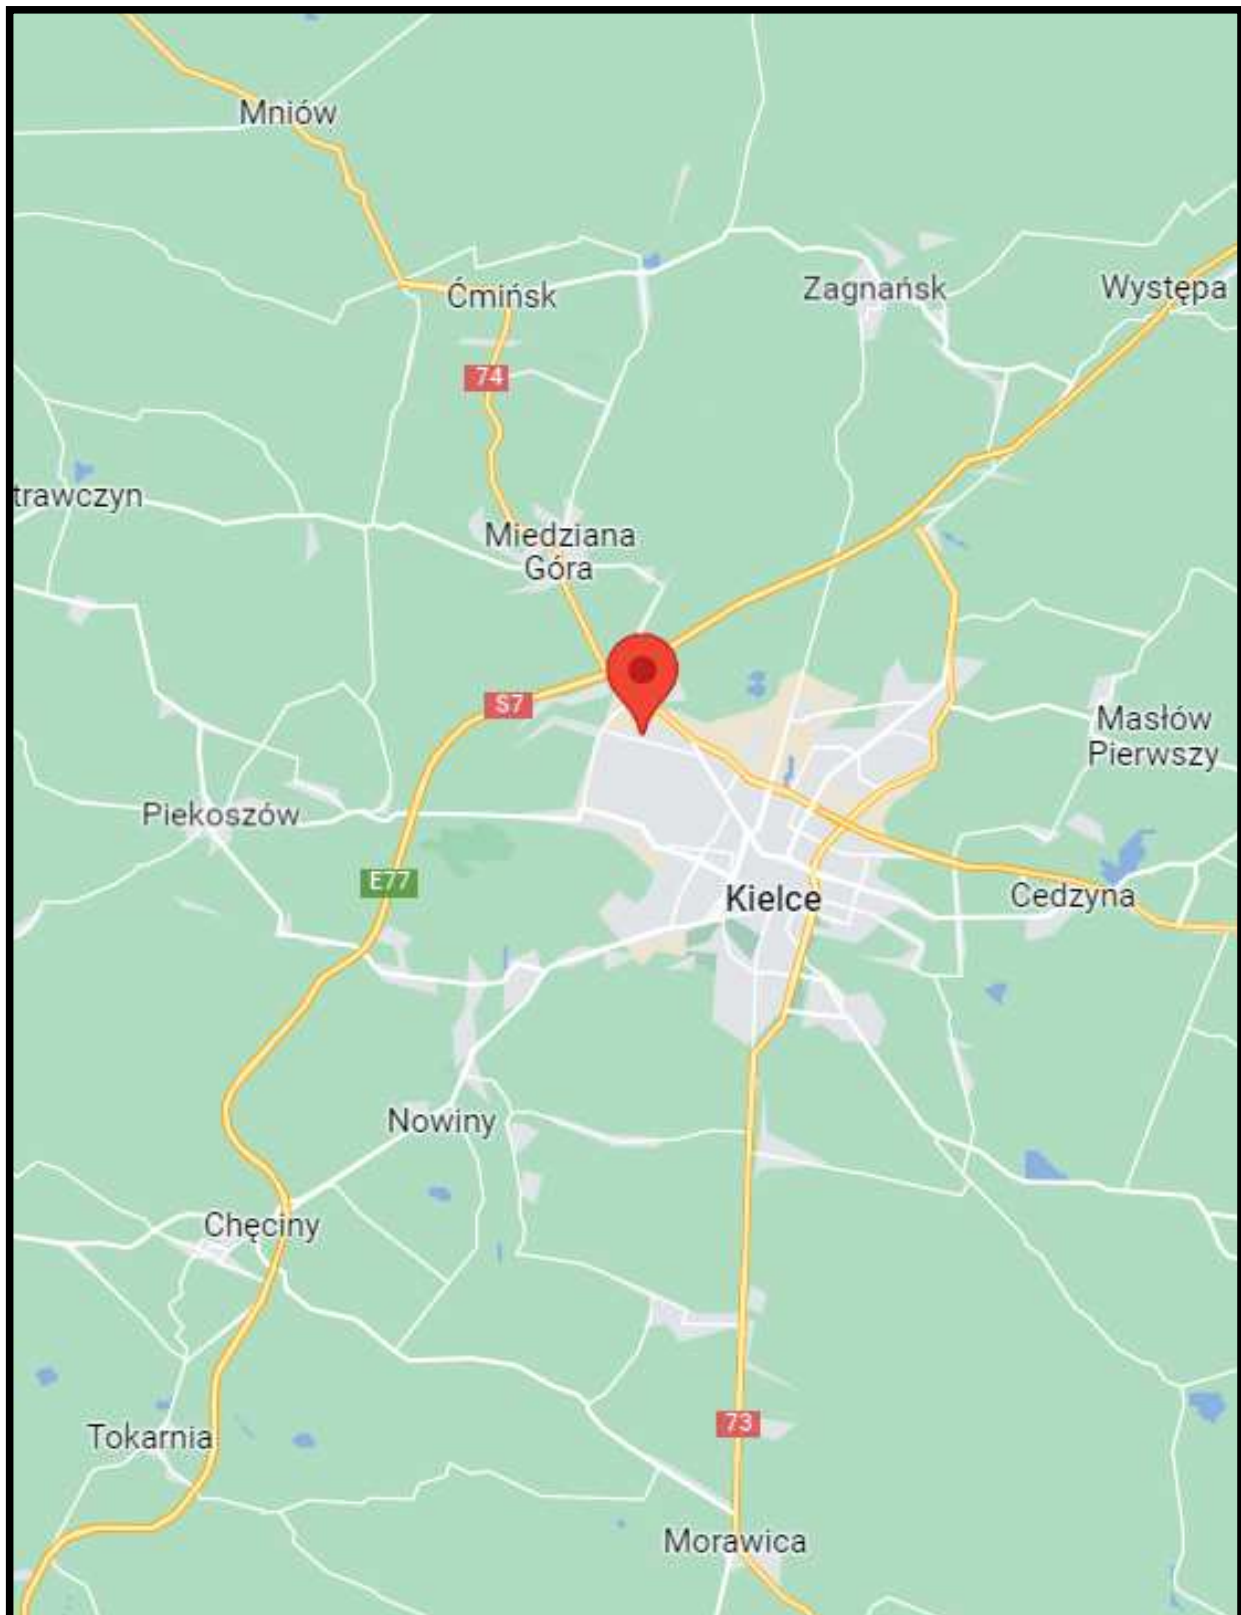 Mniów
Ćmińsk
Zagnańsk
Występa
74
trawczyn
Miedziana
Góra
S7
Masłów
Pierwszy
Piekoszów
E77
Kielce
Cedzyna
Nowiny
Chęciny
73
Tokarnia
Morawica